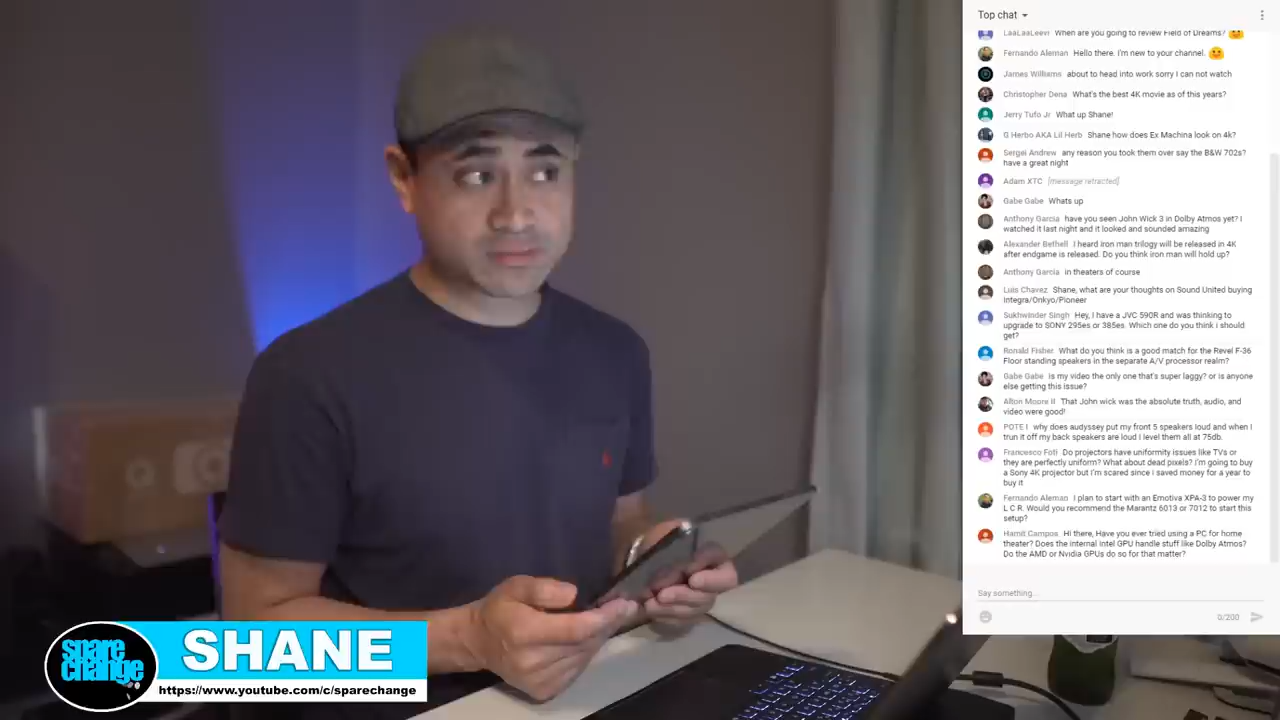 Top chat
LaaLaaLeevi When are you going to review Field of Dreams?
Fernando Aleman Hello there. I'm new to your channel.
James Williams about to head into work sorry I can not watch
Christopher Dena What's the best 4K movie as of this years?
Jerry Tufo Jr What up Shane!
G Herbo AKA Lil Herb Shane how does Ex Machina look on 4k?
Sergei Andrew any reason you took them over say the B&W 702s?
have a great night
Adam XTC [message retracted]
Gabe Gabe Whats up
Anthony Garcia have you seen John Wick 3 in Dolby Atmos yet? I
watched it last night and it looked and sounded amazing
Alexander Bethell I heard iron man trilogy will be released in 4K
after endgame is released. Do you think iron man will hold up?
Anthony Garcia in theaters of course
Luis Chavez Shane, what are your thoughts on Sound United buying
Integra/Onkyo/Pioneer
Sukhwinder Singh Hey, I have a JVC 590R and was thinking to
upgrade to SONY 295es or 385es. Which one do you think i should
get?
Ronald Fisher What do you think is a good match for the Revel F-36
Floor standing speakers in the separate A/V processor realm?
Gabe Gabe Is my video the only one that's super laggy? or is anyone
else getting this issue?
Alton Moore II That John wick was the absolute truth, audio, and
video were good!
POTE I why does audyssey put my front 5 speakers loud and when I
trun it off my back speakers are loud I level them all at 75db.
Francesco Foti Do projectors have uniformity issues like TVs or
they are perfectly uniform? What about dead pixels? I'm going to buy
a Sony 4K projector but I'm scared since i saved money for a year to
buy it
Fernando Aleman I plan to start with an Emotiva XPA-3 to power my
L C R. Would you recommend the Marantz 6013 or 7012 to start this
setup?
Hamit Campos Hi there, Have you ever tried using a PC for home
theater? Does the internal Intel GPU handle stuff like Dolby Atmos?
Do the AMD or Nvidia GPUs do so for that matter?
Say something...
0/200
spare
change
SHANE
https://www.youtube.com/c/sparechange